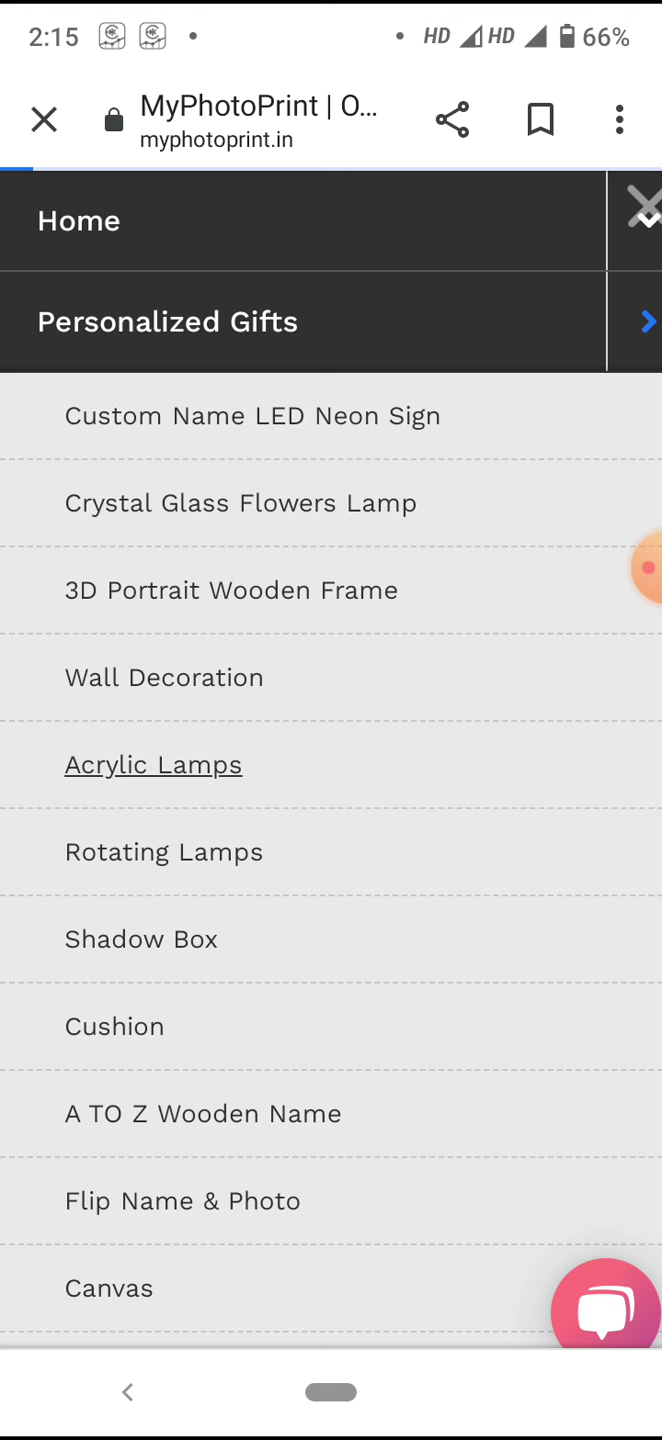 2:15 HD HD 66%
MyPhotoPrint | O...
myphotoprint.in
Home
Personalized Gifts
Custom Name LED Neon Sign
Crystal Glass Flowers Lamp
3D Portrait Wooden Frame
Wall Decoration
Acrylic Lamps
Rotating Lamps
Shadow Box
Cushion
A TO Z Wooden Name
Flip Name & Photo
Canvas